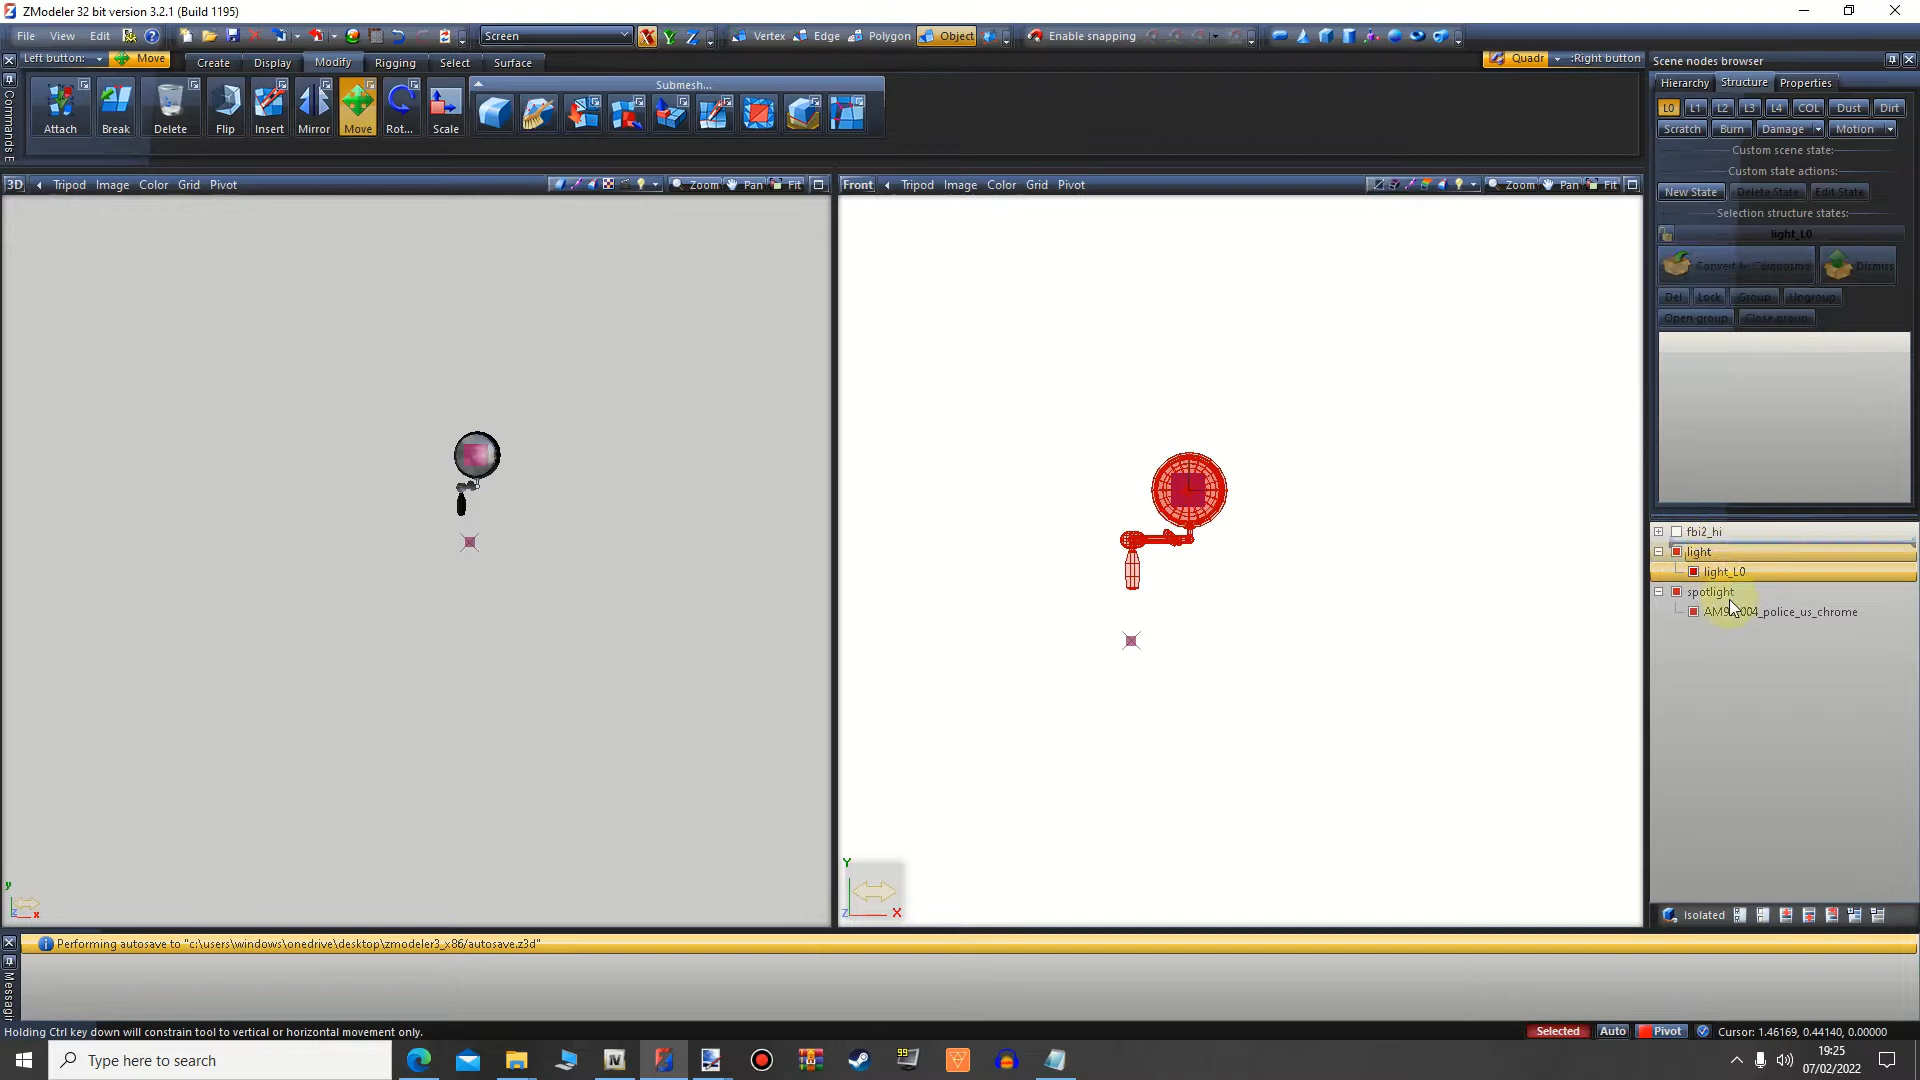 ZModeler 32 bit version 3.2.1 (Build 1195)
File View Edit
Screen
Vertex Edge Polygon Object
Enable snapping
Left button: Move
Create Display Modify Rigging Select Surface
Quadr :Right button
Attach Break Delete Flip Insert Mirror Move Rot... Scale
Submesh...
Commands
Scene nodes browser
Hierarchy Structure Properties
L0 L1 L2 L3 L4 COL Dust Dirt
Scratch Burn Damage Motion
Custom scene state:
Custom state actions:
New State Delete State Edit State
Selection structure states:
light_L0
Dismiss
Del Lock Group Ungroup
Open group Close group
3D Tripod Image Color Grid Pivot
Zoom Pan Fit
Front Tripod Image Color Grid Pivot
Zoom Pan Fit
fbi2_hi
light
light_L0
spotlight
004_police_us_chrome
y
z x
Y
Z X
Isolated
Performing autosave to "c:\users\windows\onedrive\desktop\zmodeler3_x86/autosave.z3d"
Messagin
Holding Ctrl key down will constrain tool to vertical or horizontal movement only.
Selected Auto Pivot Cursor: 1.46169, 0.44140, 0.00000
Type here to search
99
19:25
07/02/2022